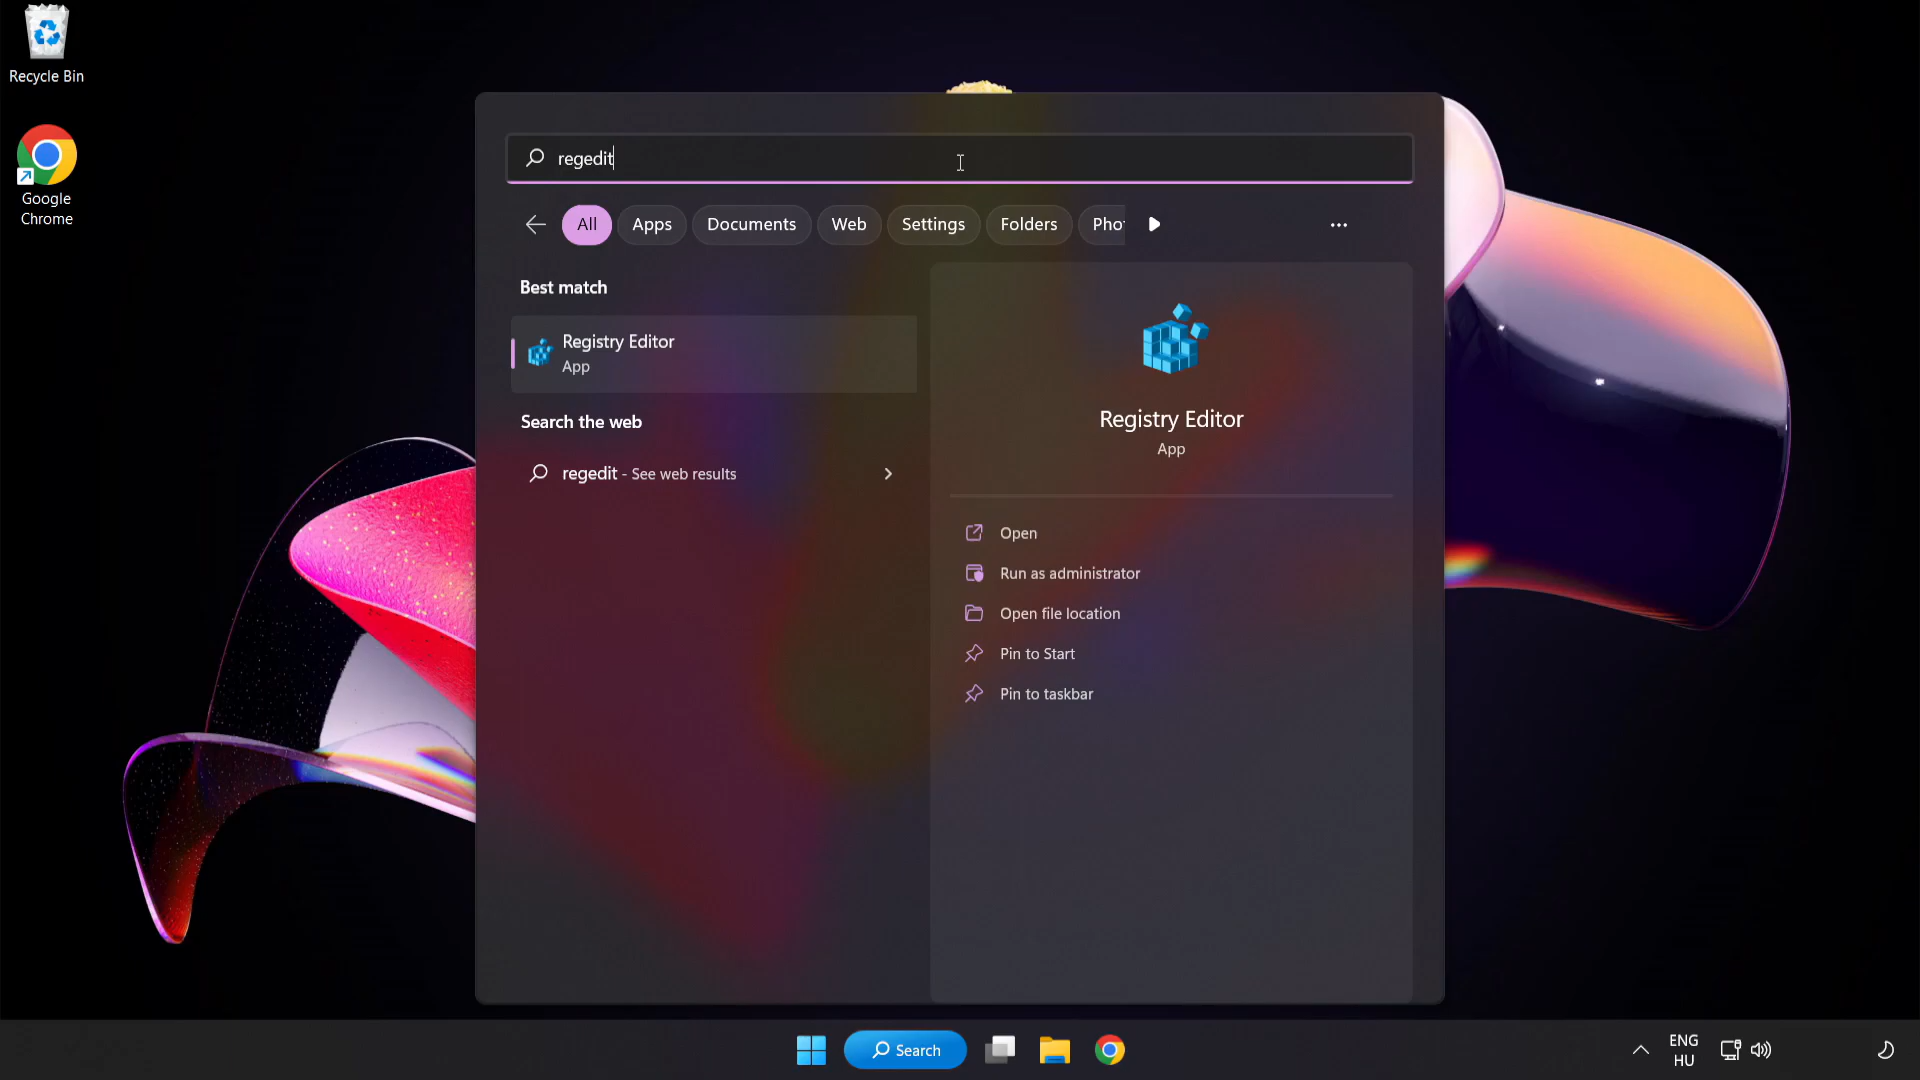 Recycle Bin
Google
Chrome
regedit
All
Apps
Documents
Web
Settings
Folders
Pho
Best match
Registry Editor
App
Search the web
regedit - See web results
Registry Editor
App
Open
Run as administrator
Open file location
Pin to Start
Pin to taskbar
Search
ENG
HU